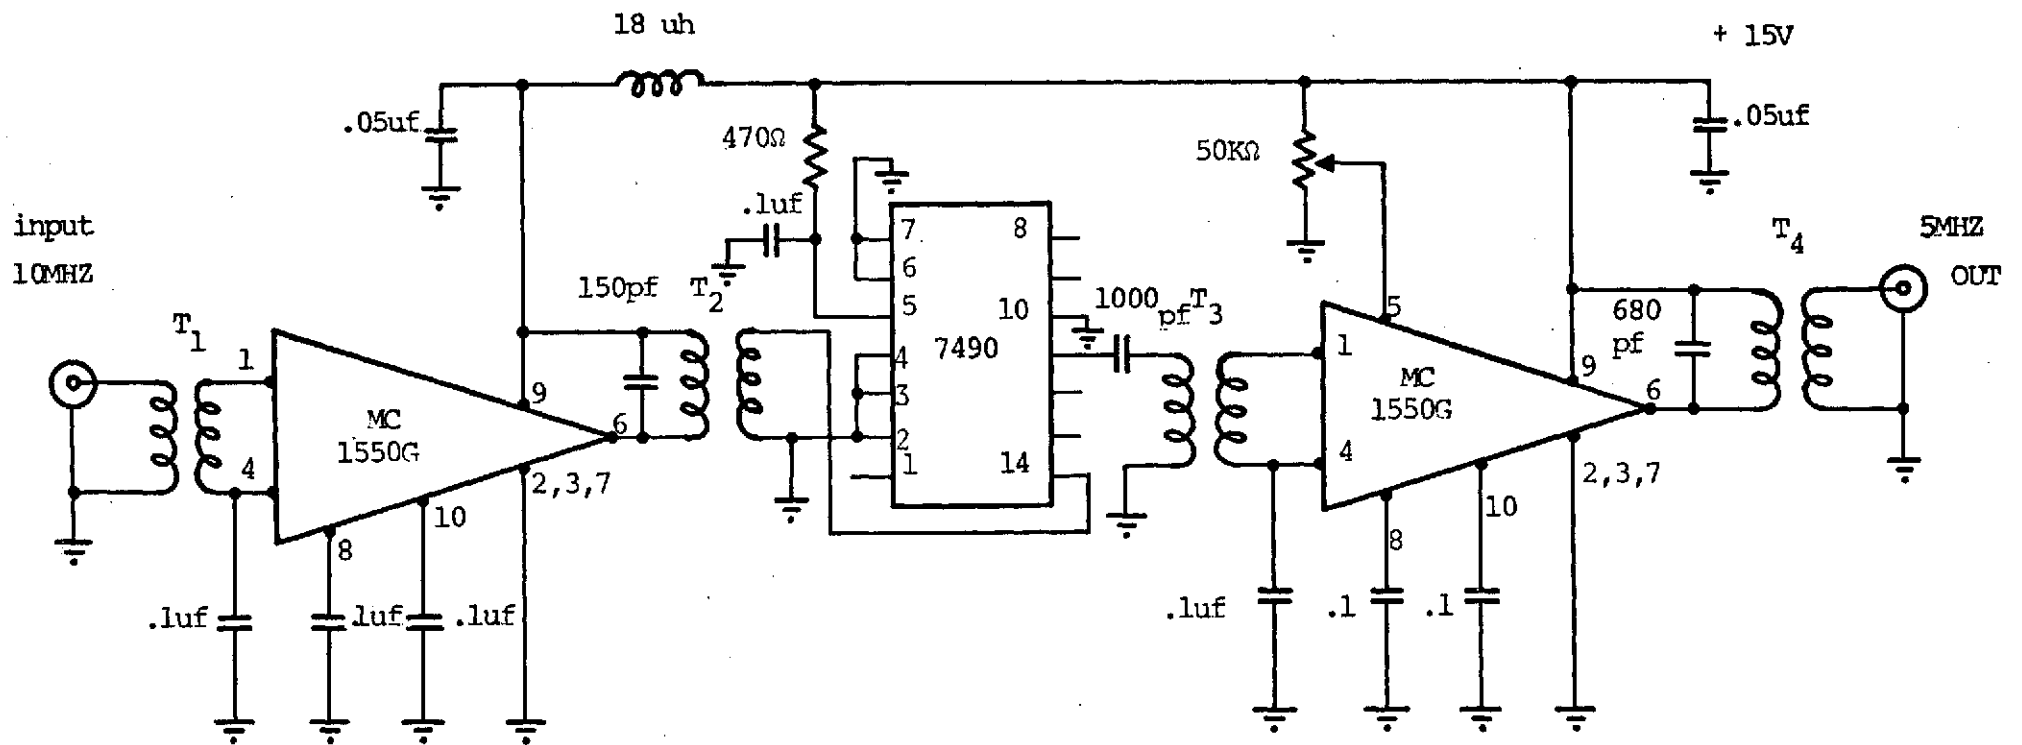 18 uh
+ 15V
.05uf
470Ω
50KΩ
.05uf
input
10MHZ
.1uf
150pf
T2
7
6
5
4
3
2
1
8
10
14
7490
1000
pf
T3
T4
5MHZ
OUT
680
pf
T1
1
4
MC
1550G
9
6
8
10
2,3,7
.1uf
.1uf
.1uf
1
4
5
MC
1550G
9
6
8
10
2,3,7
.1uf
.1
.1